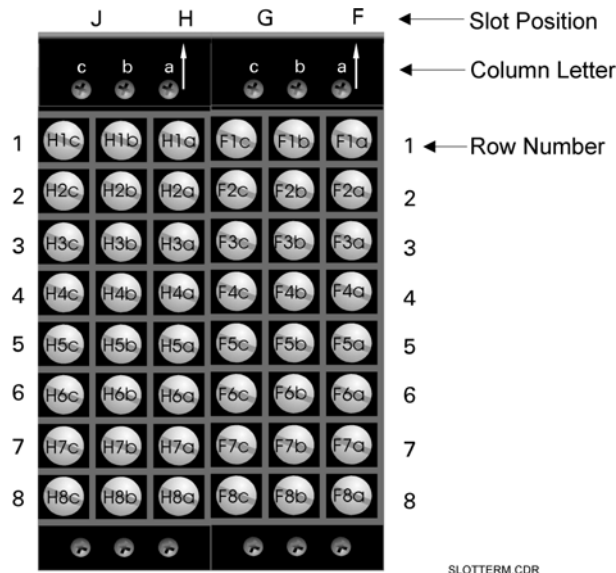 J H G F Slot Position
c b a c b a Column Letter
1 H1c H1b H1a F1c F1b F1a 1 Row Number
2 H2c H2b H2a F2c F2b F2a 2
3 H3c H3b H3a F3c F3b F3a 3
4 H4c H4b H4a F4c F4b F4a 4
5 H5c H5b H5a F5c F5b F5a 5
6 H6c H6b H6a F6c F6b F6a 6
7 H7c H7b H7a F7c F7b F7a 7
8 H8c H8b H8a F8c F8b F8a 8
SLOTTERM.CDR